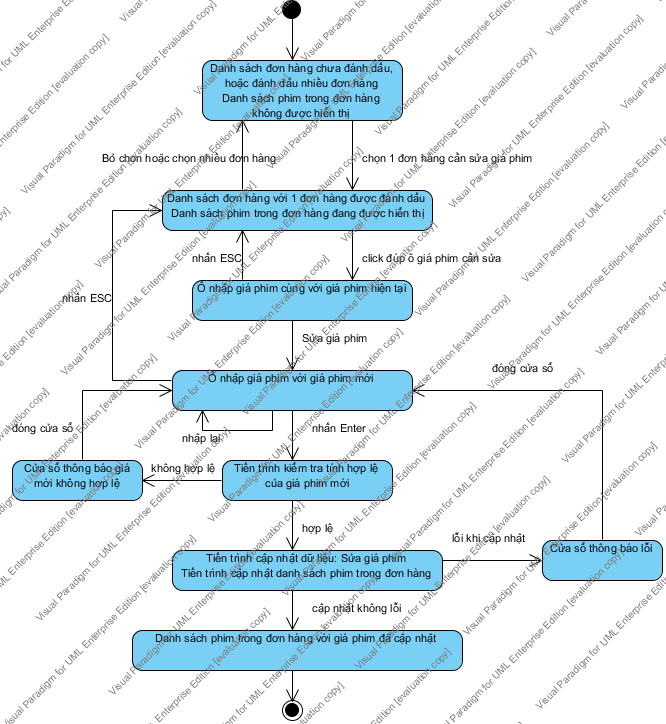 Danh sách đơn hàng chưa đánh dấu,
hoặc đánh dấu nhiều đơn hàng
Danh sách phim trong đơn hàng
không được hiển thị
Bỏ chọn hoặc chọn nhiều đơn hàng
chọn 1 đơn hàng cần sửa giá phim
Danh sách đơn hàng với 1 đơn hàng được đánh dấu
Danh sách phim trong đơn hàng đang được hiển thị
nhấn ESC
click đúp ô giá phim cần sửa
Ô nhập giá phim cùng với giá phim hiện tại
nhấn ESC
Sửa giá phim
Ô nhập giá phim với giá phim mới
đóng cửa sổ
đóng cửa sổ
nhập lại
nhấn Enter
Cửa sổ thông báo giá
mới không hợp lệ
không hợp lệ
Tiến trình kiểm tra tính hợp lệ
của giá phim mới
hợp lệ
Tiến trình cập nhật dữ liệu: Sửa giá phim
Tiến trình cập nhật danh sách phim trong đơn hàng
lỗi khi cập nhật
Cửa sổ thông báo lỗi
cập nhật không lỗi
Danh sách phim trong đơn hàng với giá phim đã cập nhật
Visual Paradigm for UML Enterprise Edition [evaluation copy]